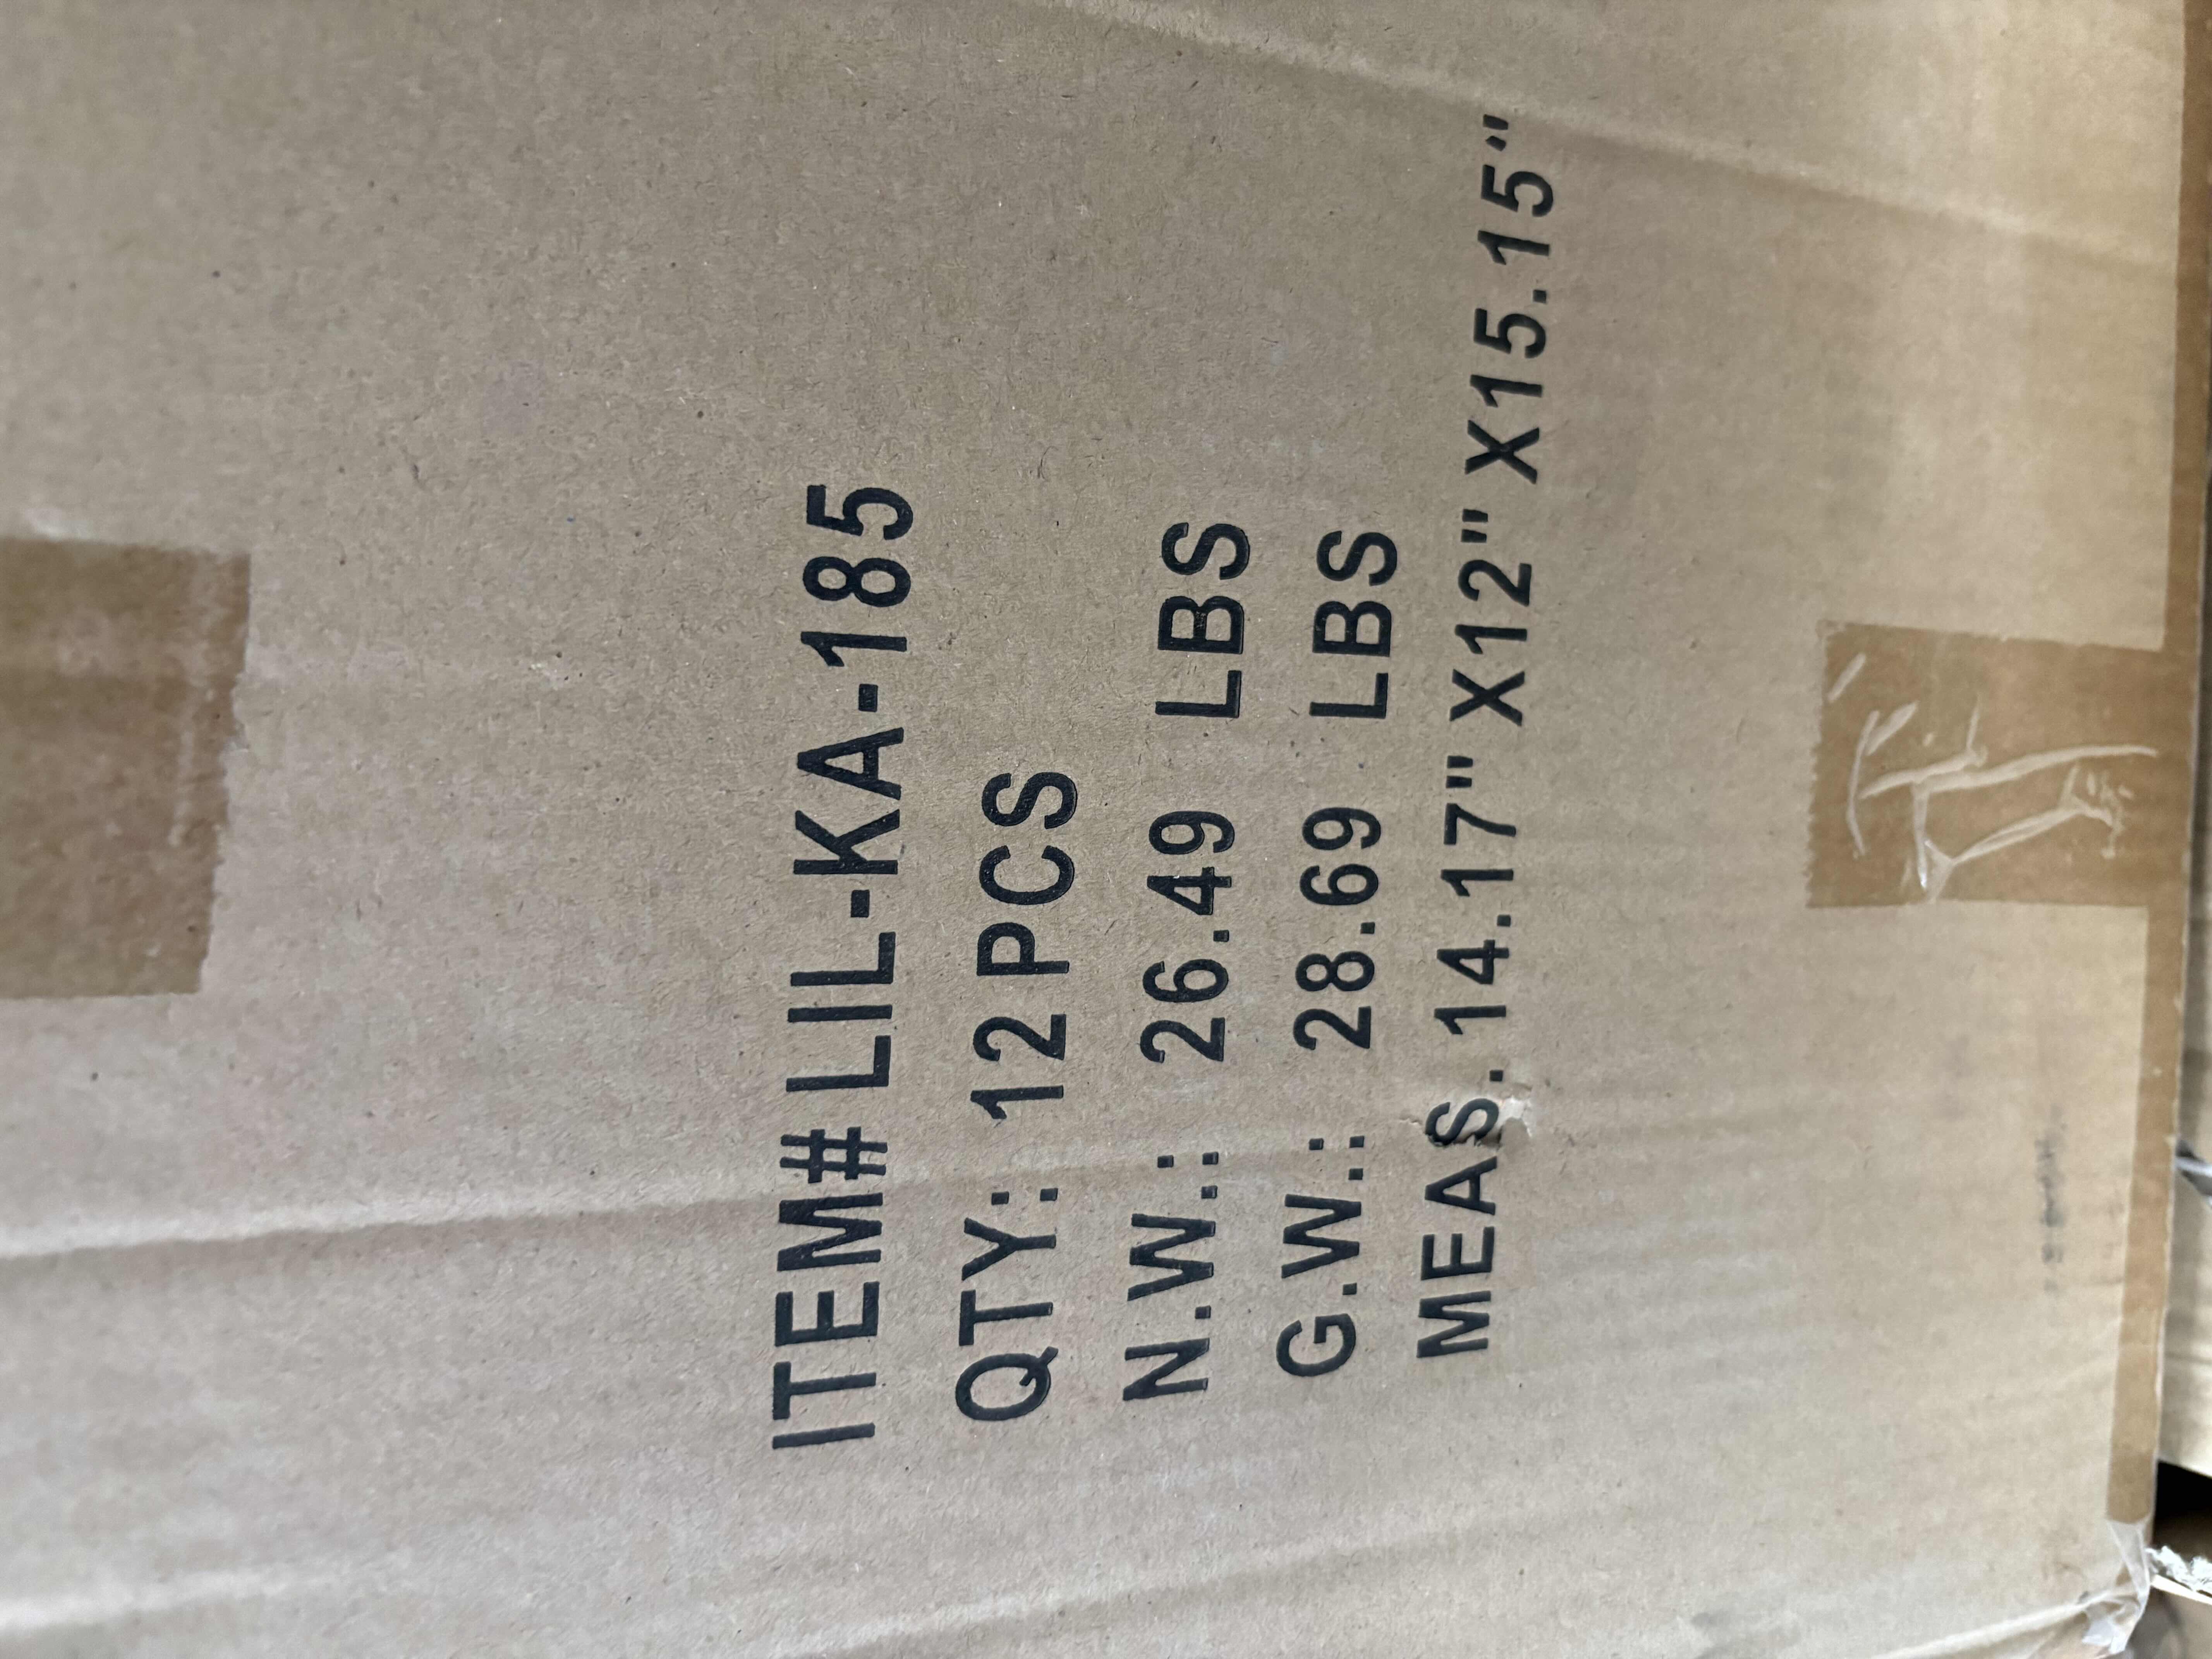 ITEM# LIL-KA-185
QTY: 12 PCS
N.W.: 26.49 LBS
G.W.: 28.69 LBS
MEAS. 14.17" X12" X15.15"